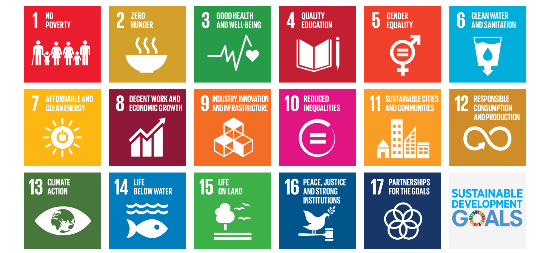 1 NO
POVERTY
2 ZERO
HUNGER
3 GOOD HEALTH
AND WELL-BEING
4 QUALITY
EDUCATION
5 GENDER
EQUALITY
6 CLEAN WATER
AND SANITATION
7 AFFORDABLE AND
CLEAN ENERGY
8 DECENT WORK AND
ECONOMIC GROWTH
9 INDUSTRY, INNOVATION
AND INFRASTRUCTURE
10 REDUCED
INEQUALITIES
11 SUSTAINABLE CITIES
AND COMMUNITIES
12 RESPONSIBLE
CONSUMPTION
AND PRODUCTION
13 CLIMATE
ACTION
14 LIFE
BELOW WATER
15 LIFE
ON LAND
16 PEACE, JUSTICE
AND STRONG
INSTITUTIONS
17 PARTNERSHIPS
FOR THE GOALS
SUSTAINABLE
DEVELOPMENT
GOALS